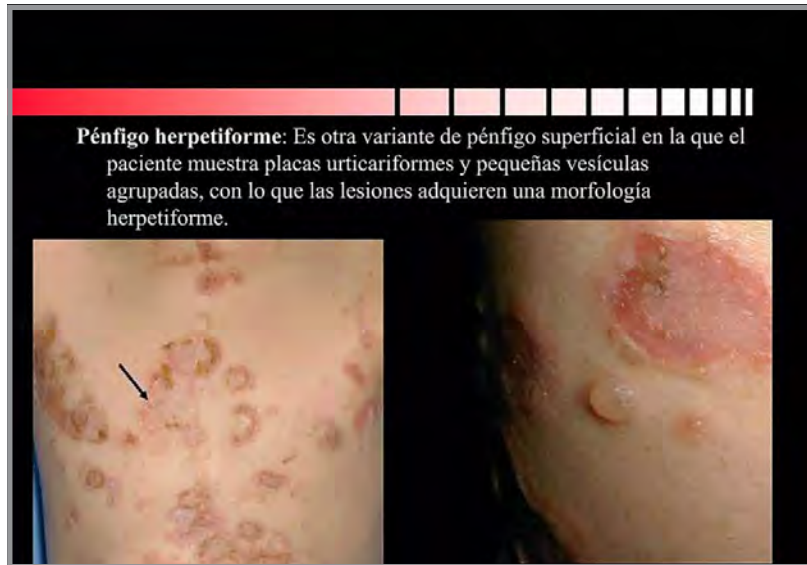 Pénfigo herpetiforme: Es otra variante de pénfigo superficial en la que el
paciente muestra placas urticariformes y pequeñas vesículas
agrupadas, con lo que las lesiones adquieren una morfología
herpetiforme.